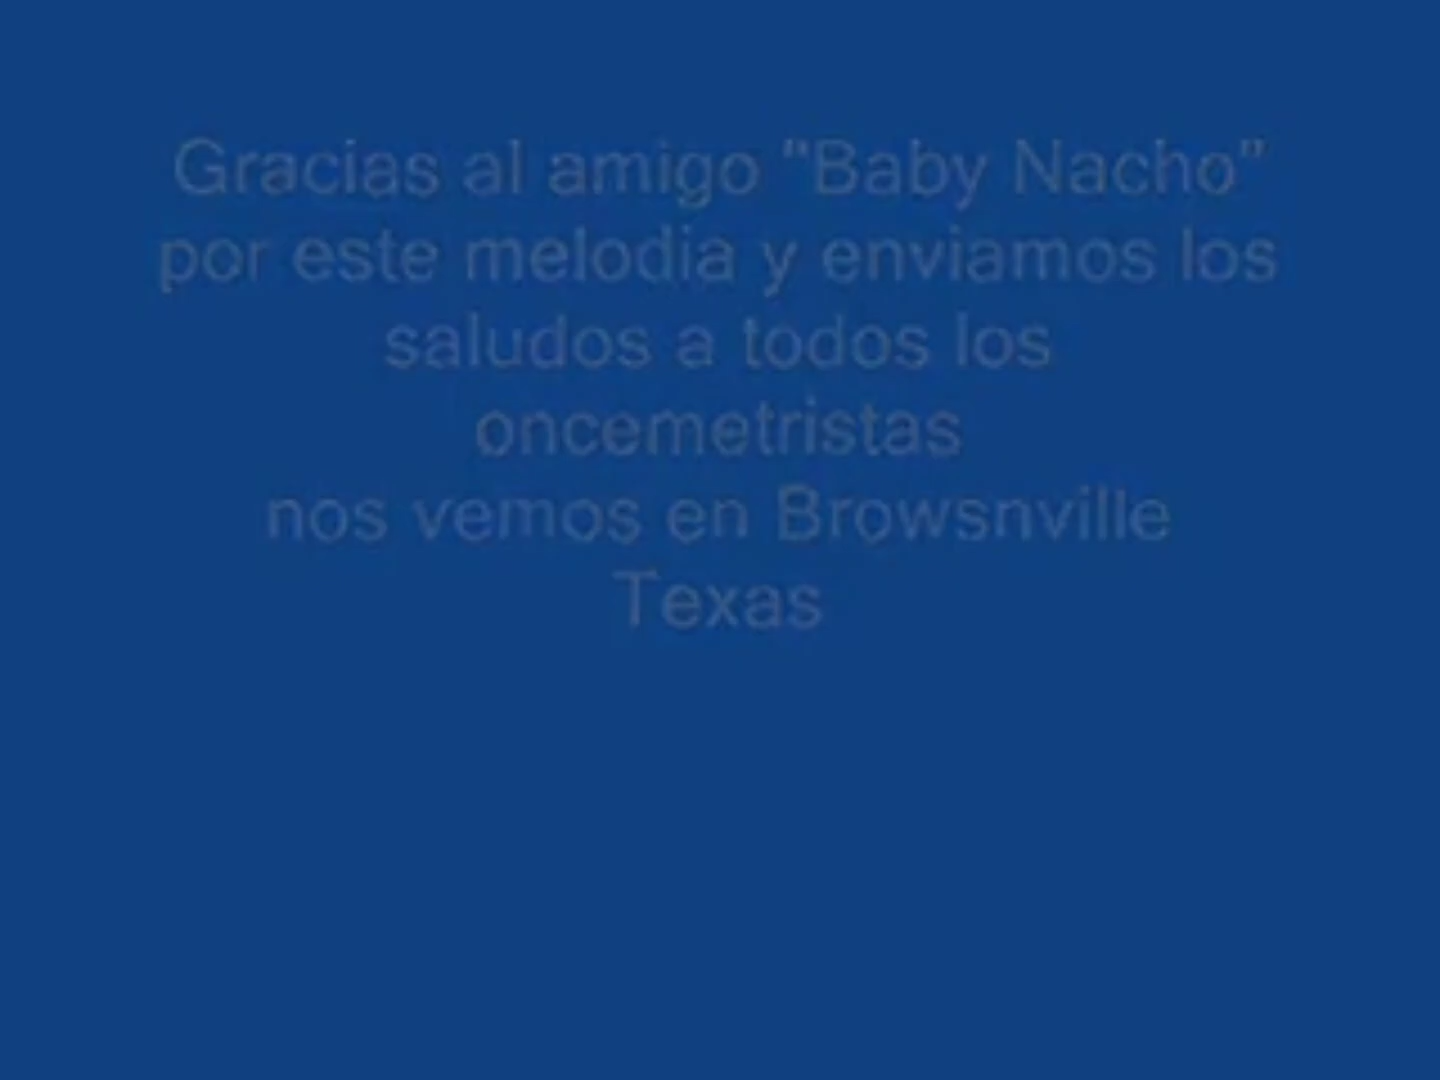 Gracias al amigo "Baby Nacho"
por este melodia y enviamos los
saludos a todos los
oncemetristas
nos vemos en Browsnville
Texas